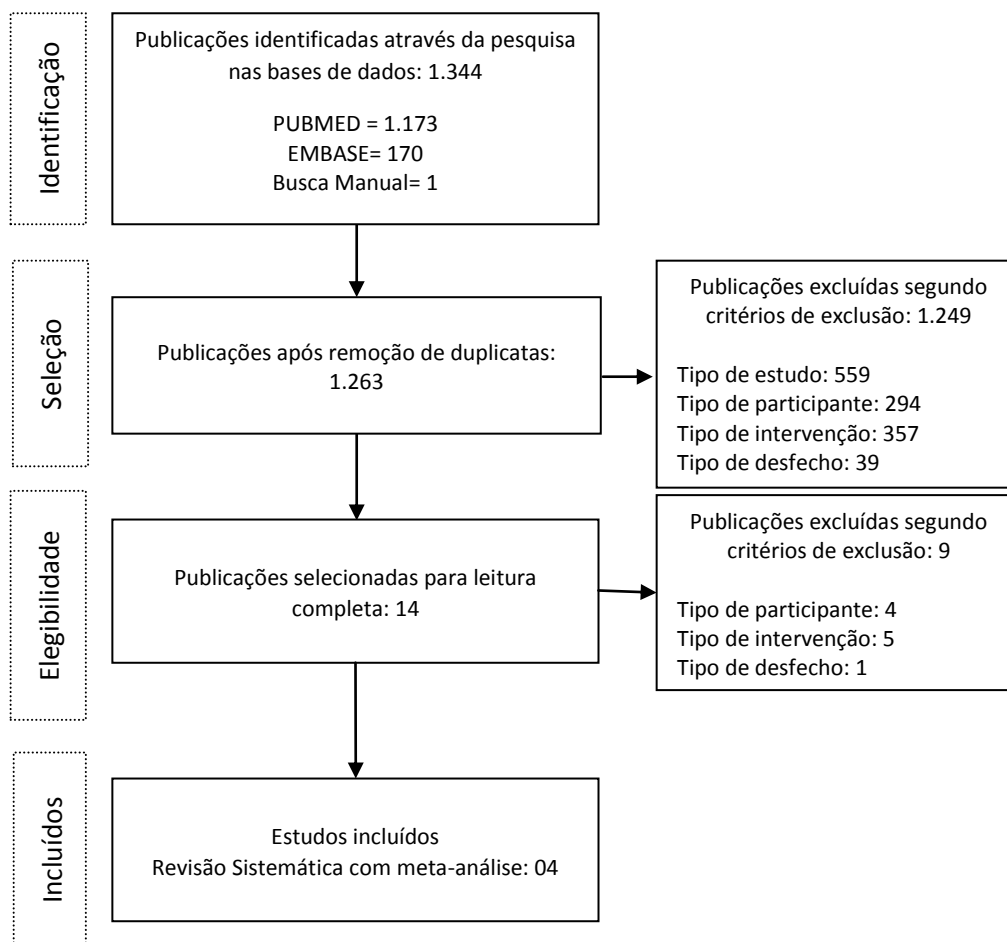 Identificação
Publicações identificadas através da pesquisa
nas bases de dados: 1.344
PUBMED = 1.173
EMBASE= 170
Busca Manual= 1
Seleção
Publicações após remoção de duplicatas:
1.263
Publicações excluídas segundo
critérios de exclusão: 1.249
Tipo de estudo: 559
Tipo de participante: 294
Tipo de intervenção: 357
Tipo de desfecho: 39
Elegibilidade
Publicações selecionadas para leitura
completa: 14
Publicações excluídas segundo
critérios de exclusão: 9
Tipo de participante: 4
Tipo de intervenção: 5
Tipo de desfecho: 1
Incluídos
Estudos incluídos
Revisão Sistemática com meta-análise: 04